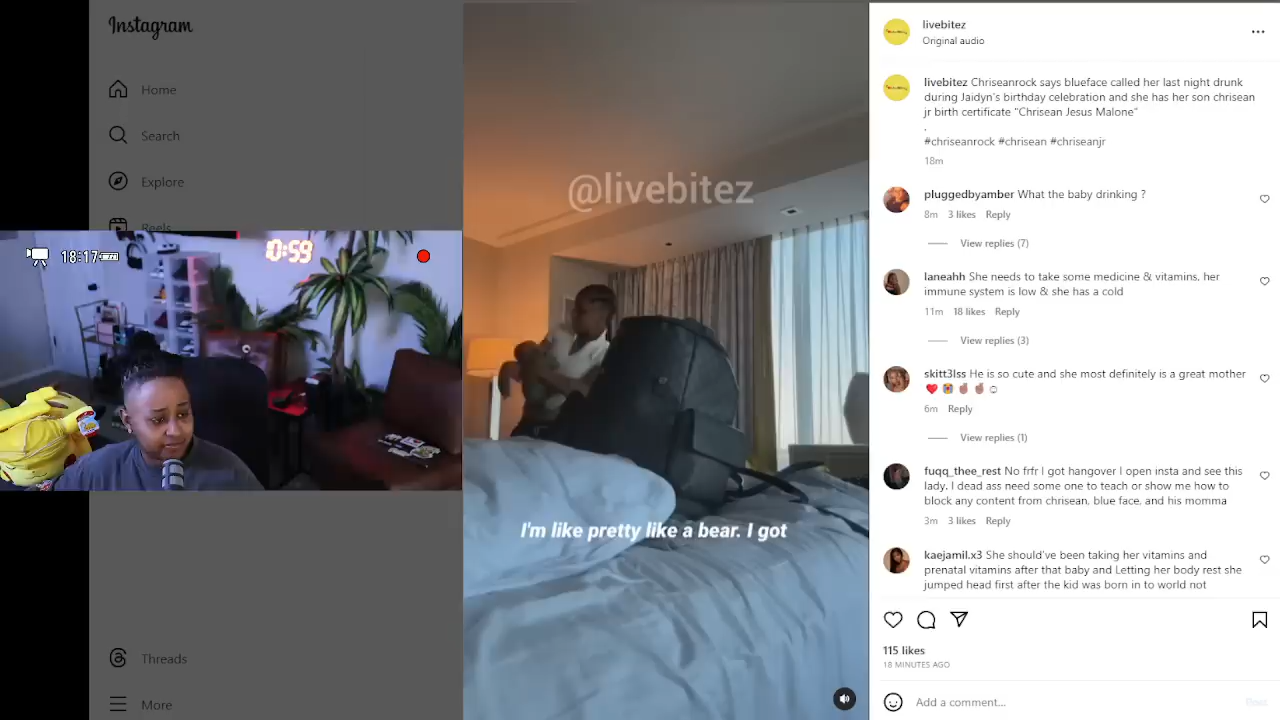 Instagram
Home
Search
Explore
Reels
18:17
0:59
Threads
More
@livebitez
I'm like pretty like a bear. I got
livebitez
Original audio
livebitez Chriseanrock says blueface called her last night drunk
during Jaidyn's birthday celebration and she has her son chrisean
jr birth certificate "Chrisean Jesus Malone"
.
#chriseanrock #chrisean #chriseanjr
18m
pluggedbyamber What the baby drinking ?
8m 3 likes Reply
View replies (7)
laneahh She needs to take some medicine & vitamins, her
immune system is low & she has a cold
11m 18 likes Reply
View replies (3)
skitt3lss He is so cute and she most definitely is a great mother
6m Reply
View replies (1)
fuqq_thee_rest No frfr I got hangover I open insta and see this
lady. I dead ass need some one to teach or show me how to
block any content from chrisean, blue face, and his momma
3m 3 likes Reply
kaejamil.x3 She should've been taking her vitamins and
prenatal vitamins after that baby and Letting her body rest she
jumped head first after the kid was born in to world not
115 likes
18 MINUTES AGO
Add a comment...
Post